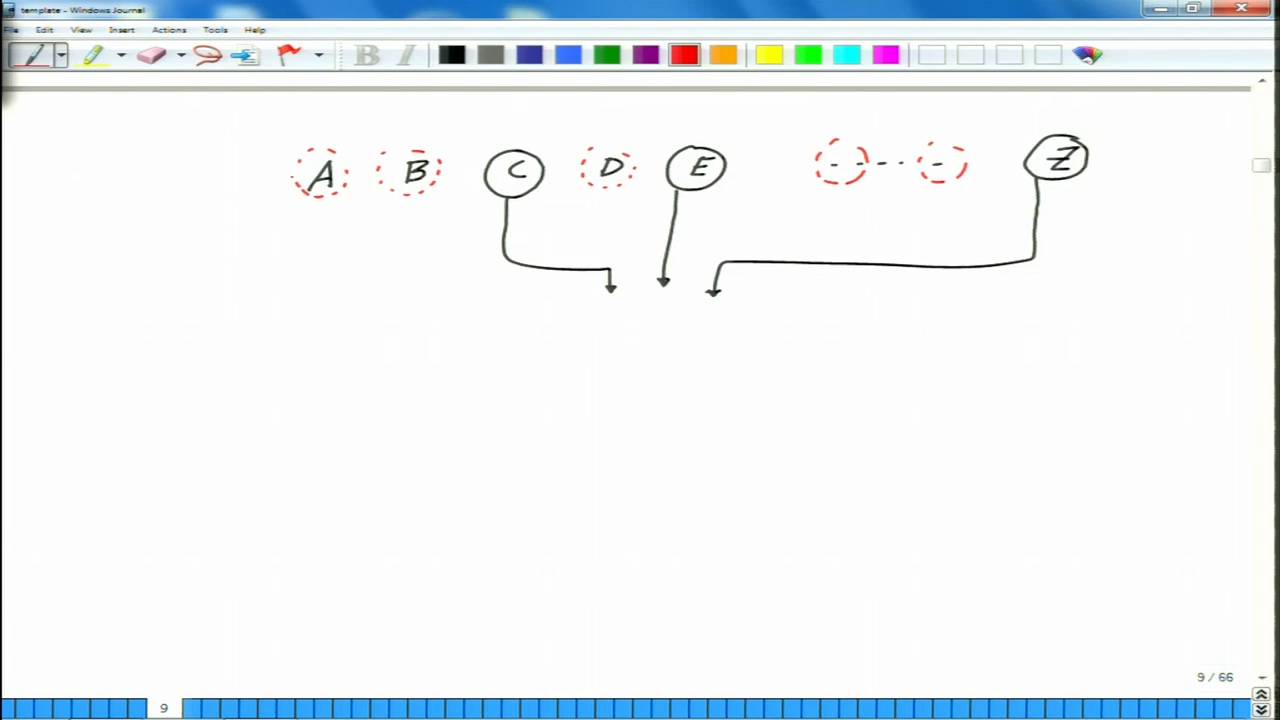 template - Windows Journal
File Edit View Insert Actions Tools Help
B I
A B C D E - - - - - Z
9 / 66
9